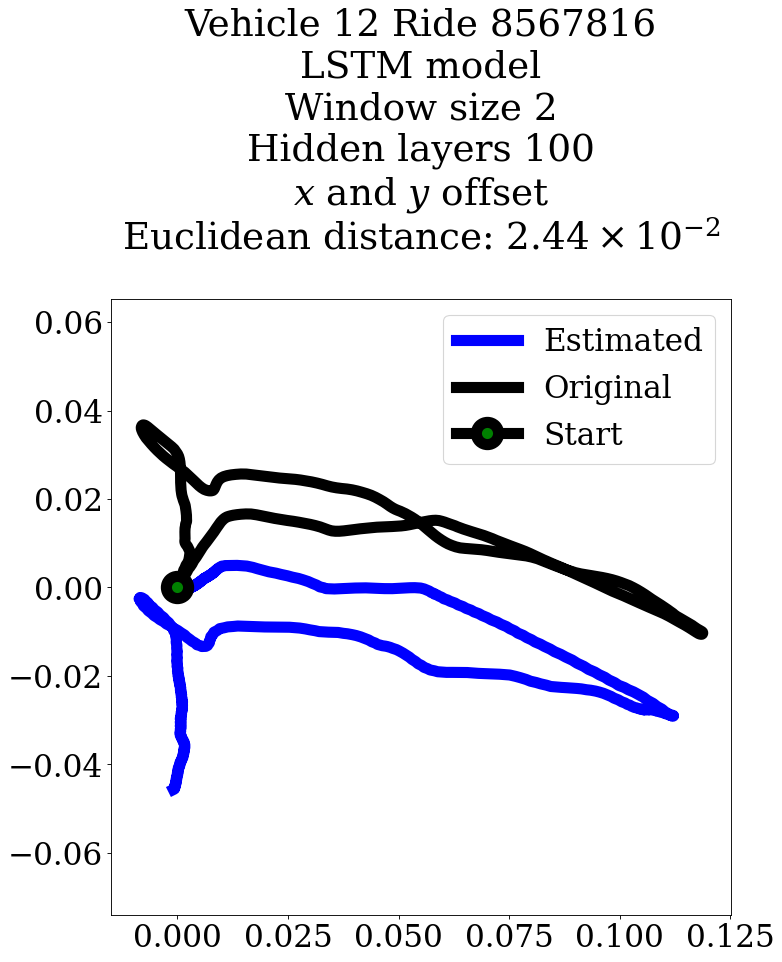 Vehicle 12 Ride 8567816
LSTM model
Window size 2
Hidden layers 100
x and y offset
Euclidean distance: 2.44 × 10⁻²
Estimated
Original
Start
0.06
0.04
0.02
0.00
−0.02
−0.04
−0.06
0.000 0.025 0.050 0.075 0.100 0.125